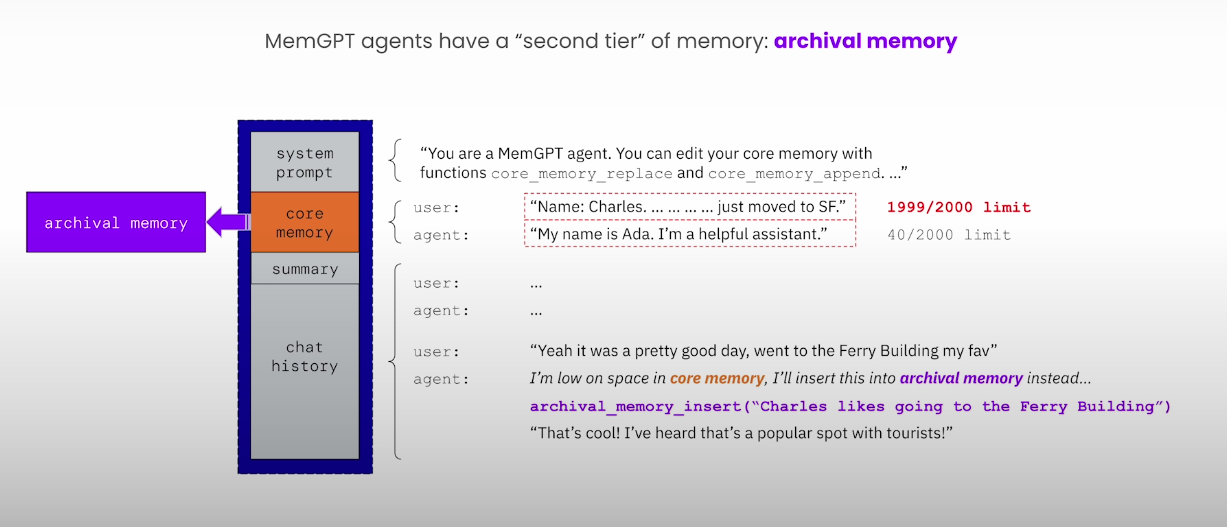 MemGPT agents have a “second tier” of memory: archival memory
system
prompt
“You are a MemGPT agent. You can edit your core memory with
functions core_memory_replace and core_memory_append. ...”
archival memory
core
memory
user: “Name: Charles. ... ... ... ... just moved to SF.” 1999/2000 limit
agent: “My name is Ada. I’m a helpful assistant.” 40/2000 limit
summary
user: ...
agent: ...
chat
history
user: “Yeah it was a pretty good day, went to the Ferry Building my fav”
agent: I’m low on space in core memory, I’ll insert this into archival memory instead...
archival_memory_insert(“Charles likes going to the Ferry Building”)
“That’s cool! I’ve heard that’s a popular spot with tourists!”